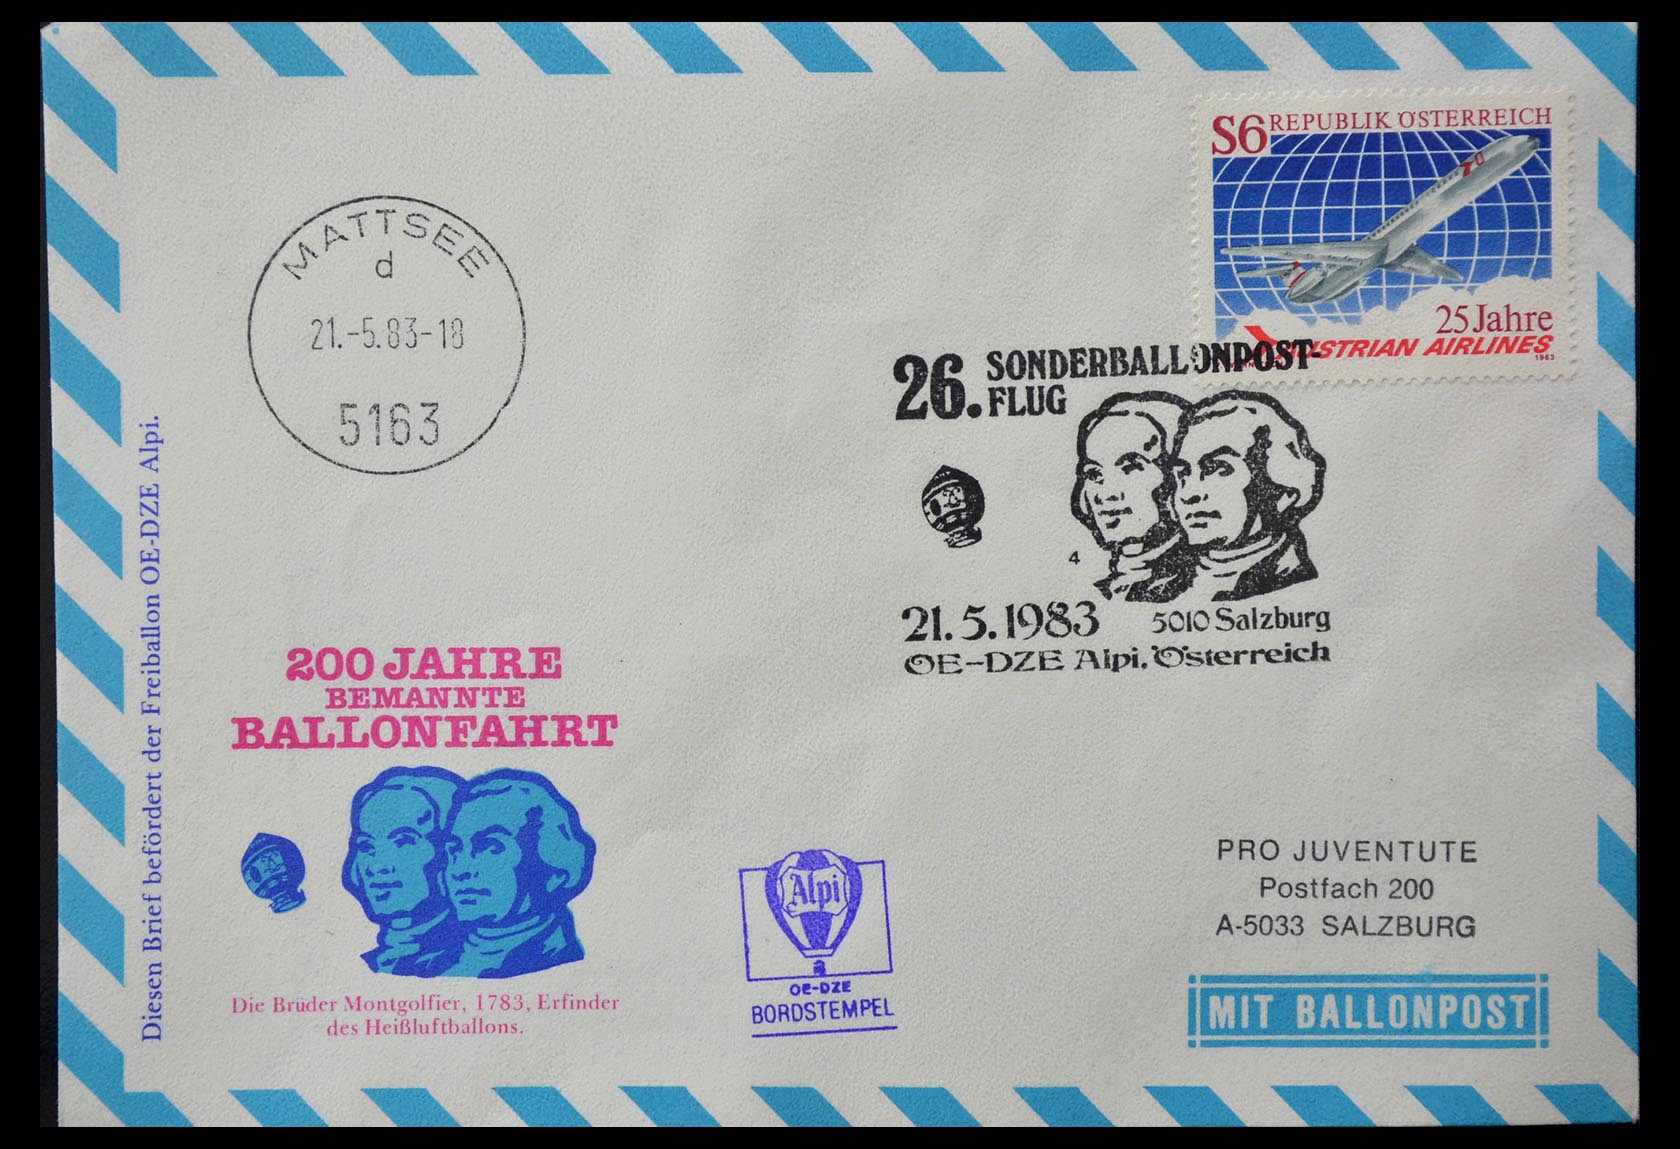 S6 REPUBLIK ÖSTERREICH
25 Jahre
AUSTRIAN AIRLINES
1983
MATTSEE
d
21.-5.83-18
5163
26. SONDERBALLONPOST-
FLUG
4
21.5.1983 5010 Salzburg
OE-DZE Alpi, Österreich
Diesen Brief befördert der Freiballon OE-DZE Alpi.
200 JAHRE
BEMANNTE
BALLONFAHRT
Die Brüder Montgolfier, 1783, Erfinder
des Heißluftballons.
Alpi
a
OE-DZE
BORDSTEMPEL
PRO JUVENTUTE
Postfach 200
A-5033 SALZBURG
MIT BALLONPOST